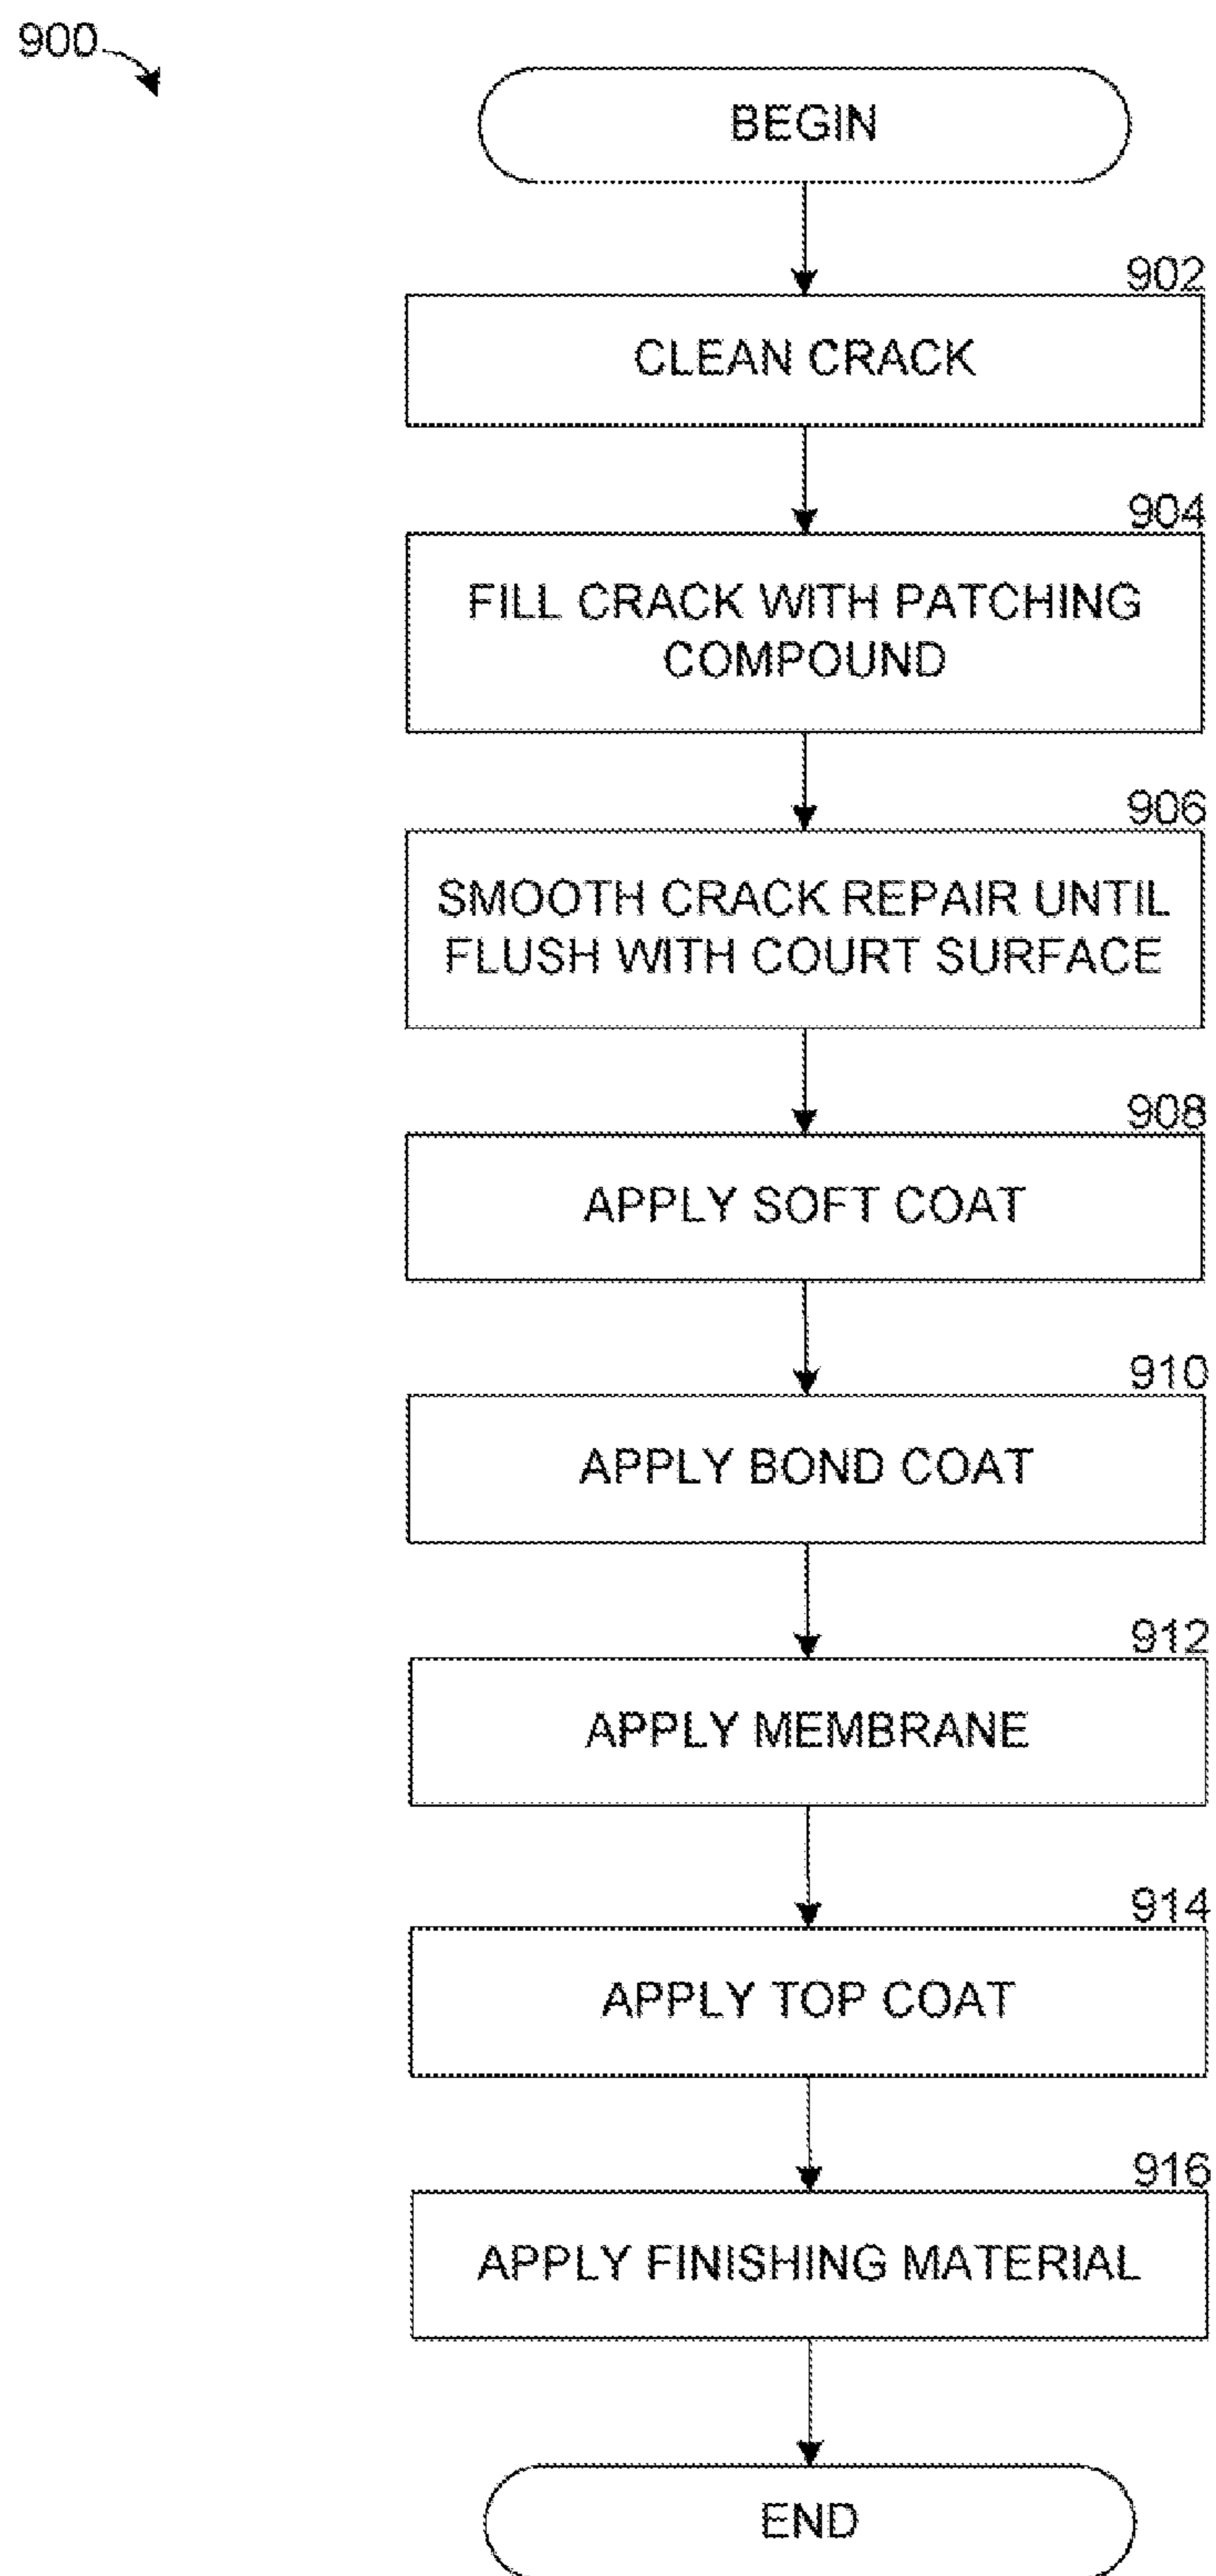 900
BEGIN
902
CLEAN CRACK
904
FILL CRACK WITH PATCHING
COMPOUND
906
SMOOTH CRACK REPAIR UNTIL
FLUSH WITH COURT SURFACE
908
APPLY SOFT COAT
910
APPLY BOND COAT
912
APPLY MEMBRANE
914
APPLY TOP COAT
916
APPLY FINISHING MATERIAL
END